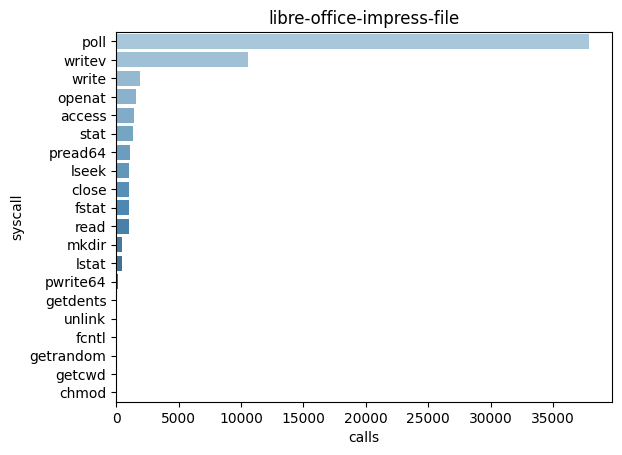 libre-office-impress-file
syscall
poll
writev
write
openat
access
stat
pread64
lseek
close
fstat
read
mkdir
lstat
pwrite64
getdents
unlink
fcntl
getrandom
getcwd
chmod
0 5000 10000 15000 20000 25000 30000 35000
calls